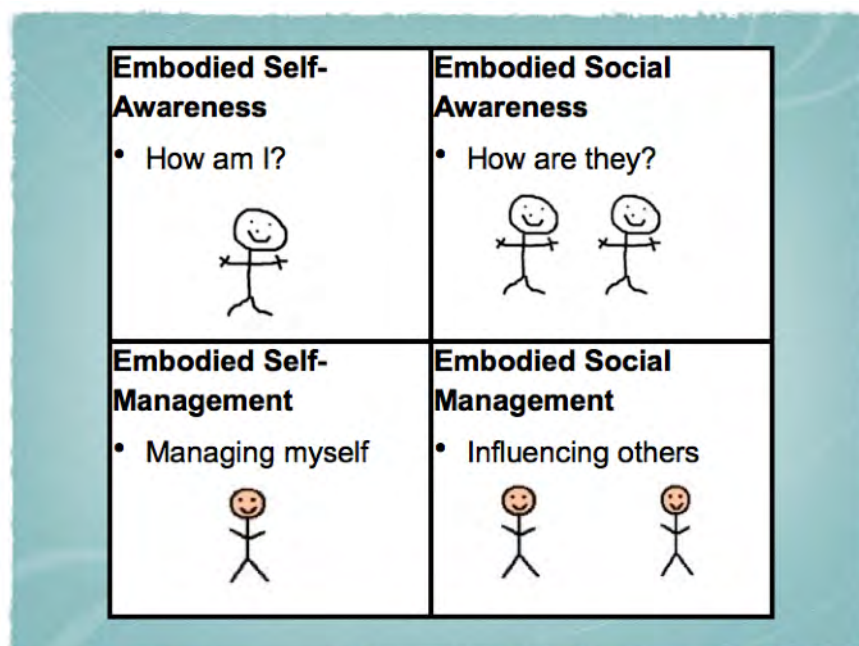 Embodied Self-
Awareness
• How am I?
Embodied Social
Awareness
• How are they?
Embodied Self-
Management
• Managing myself
Embodied Social
Management
• Influencing others